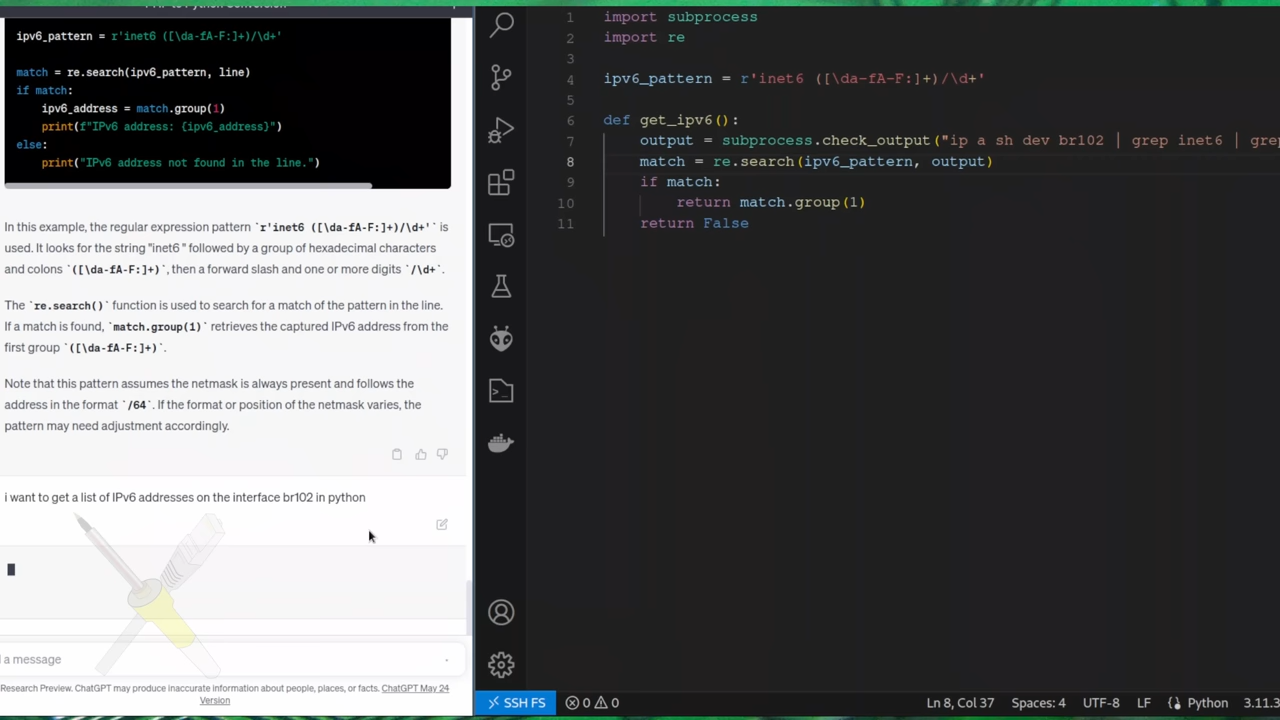 ipv6_pattern = r'inet6 ([\da-fA-F:]+)/\d+'
match = re.search(ipv6_pattern, line)
if match:
    ipv6_address = match.group(1)
    print(f"IPv6 address: {ipv6_address}")
else:
    print("IPv6 address not found in the line.")
In this example, the regular expression pattern `r'inet6 ([\da-fA-F:]+)/\d+'` is
used. It looks for the string "inet6 " followed by a group of hexadecimal characters
and colons `([\da-fA-F:]+)`, then a forward slash and one or more digits `/\d+`.
The `re.search()` function is used to search for a match of the pattern in the line.
If a match is found, `match.group(1)` retrieves the captured IPv6 address from the
first group `([\da-fA-F:]+)`.
Note that this pattern assumes the netmask is always present and follows the
address in the format `/64`. If the format or position of the netmask varies, the
pattern may need adjustment accordingly.
i want to get a list of IPv6 addresses on the interface br102 in python
d a message
Research Preview. ChatGPT may produce inaccurate information about people, places, or facts. ChatGPT May 24
Version
1 import subprocess
2 import re
3
4 ipv6_pattern = r'inet6 ([\da-fA-F:]+)/\d+'
5
6 def get_ipv6():
7     output = subprocess.check_output("ip a sh dev br102 | grep inet6 | gre
8     match = re.search(ipv6_pattern, output)
9     if match:
10         return match.group(1)
11     return False
SSH FS 0 0 Ln 8, Col 37 Spaces: 4 UTF-8 LF Python 3.11.3